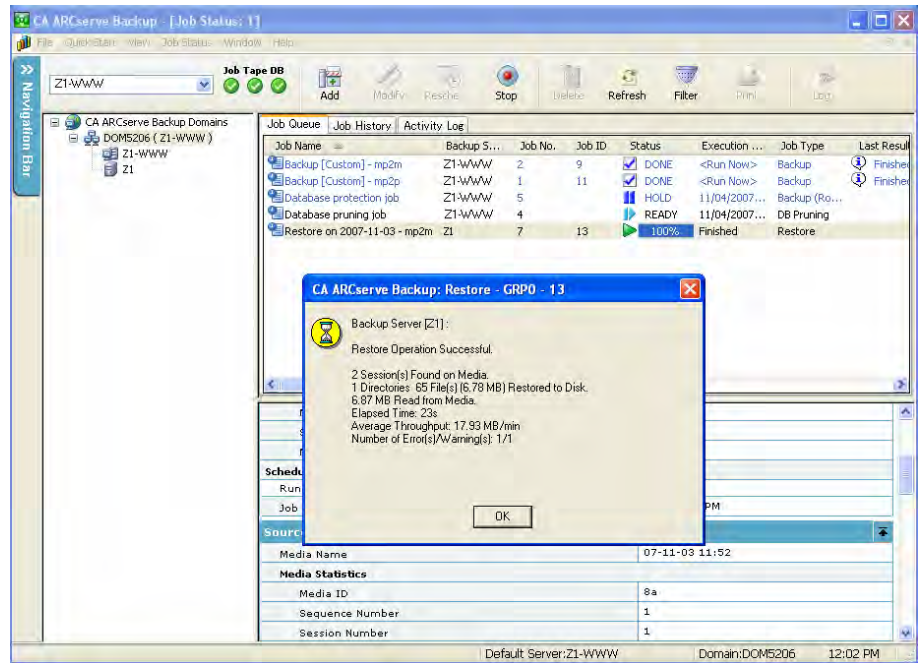 CA ARCserve Backup - [Job Status: 1]
File Quick Start View Job Status Window Help
Z1-WWW
Job Tape DB
Add Modify Resche... Stop Delete Refresh Filter Print
Navigation Bar
CA ARCserve Backup Domains
DOM5206 ( Z1-WWW )
Z1-WWW
Z1
Job Queue Job History Activity Log
Job Name Backup S... Job No. Job ID Status Execution ... Job Type Last Result
Backup [Custom] - mp2m Z1-WWW 2 9 DONE <Run Now> Backup Finished
Backup [Custom] - mp2p Z1-WWW 1 11 DONE <Run Now> Backup Finished
Database protection job Z1-WWW 5 HOLD 11/04/2007... Backup (Ro...
Database pruning job Z1-WWW 4 READY 11/04/2007... DB Pruning
Restore on 2007-11-03 - mp2m Z1 7 13 100% Finished Restore
CA ARCserve Backup: Restore - GRP0 - 13
Backup Server [Z1] :
Restore Operation Successful.
2 Session(s) Found on Media.
1 Directories 65 File(s) (6.78 MB) Restored to Disk.
6.87 MB Read from Media.
Elapsed Time: 23s
Average Throughput: 17.93 MB/min
Number of Error(s)/Warning(s): 1/1
OK
Schedu
Run
Job PM
Sourc
Media Name 07-11-03 11:52
Media Statistics
Media ID 8a
Sequence Number 1
Session Number 1
Default Server:Z1-WWW Domain:DOM5206 12:02 PM